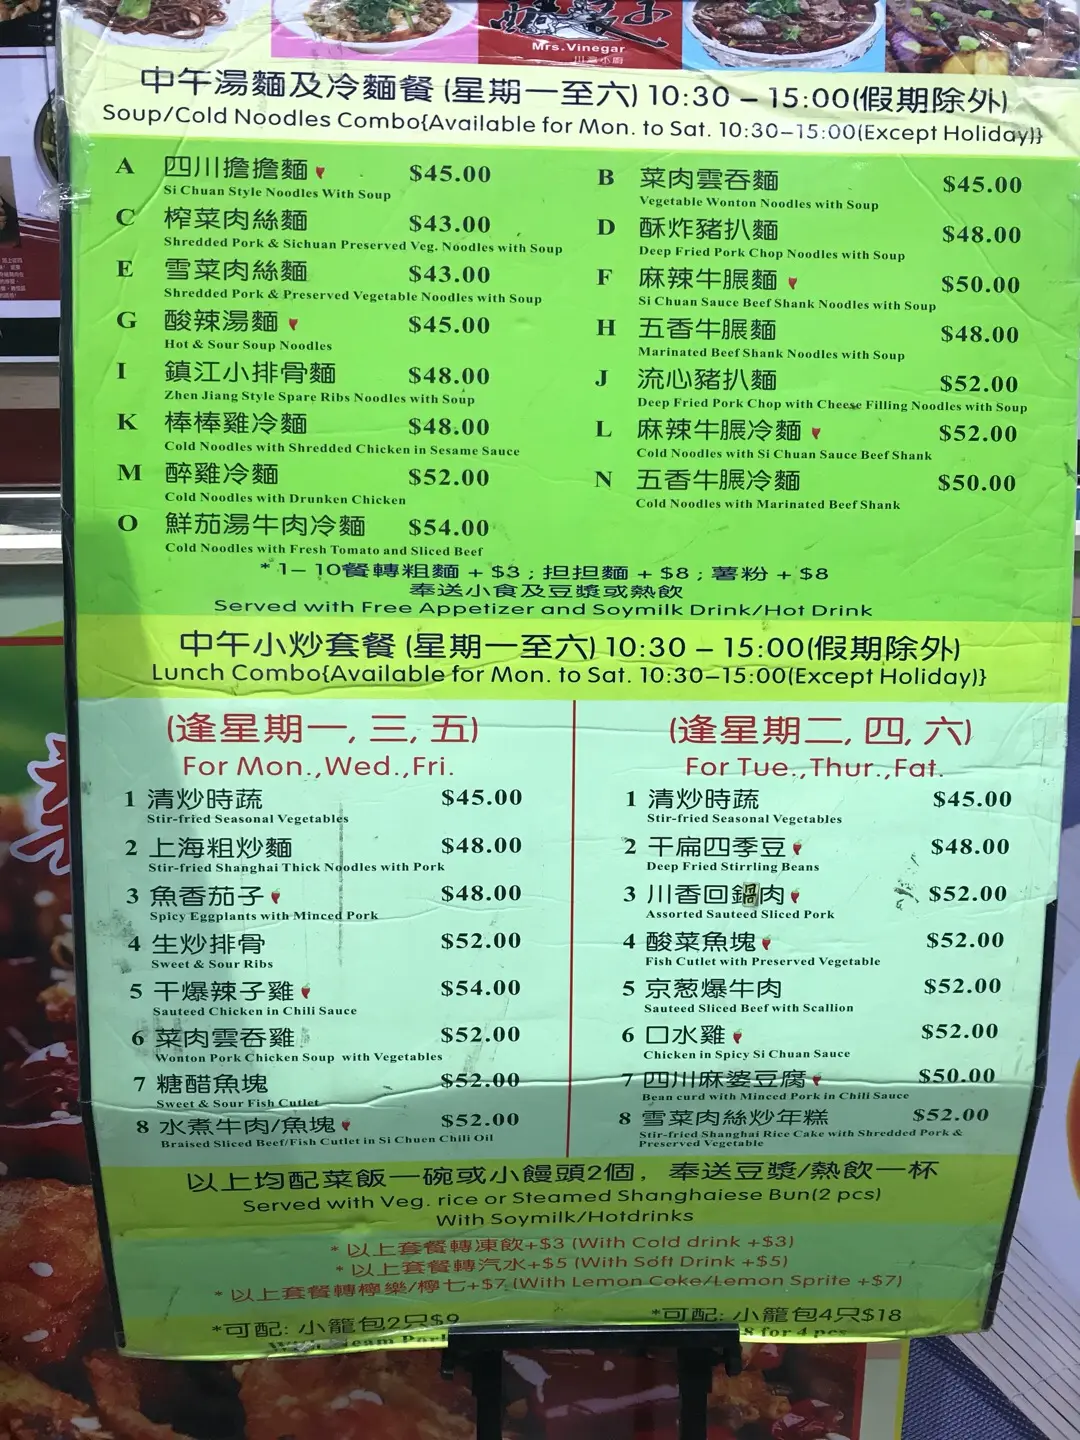 Mrs.Vinegar
中午湯麵及冷麵餐 (星期一至六) 10:30 – 15:00(假期除外)
Soup/Cold Noodles Combo{Available for Mon. to Sat. 10:30–15:00(Except Holiday)}
A 四川擔擔麵 $45.00
Si Chuan Style Noodles With Soup
B 菜肉雲吞麵 $45.00
Vegetable Wonton Noodles with Soup
C 榨菜肉絲麵 $43.00
Shredded Pork & Sichuan Preserved Veg. Noodles with Soup
D 酥炸豬扒麵 $48.00
Deep Fried Pork Chop Noodles with Soup
E 雪菜肉絲麵 $43.00
Shredded Pork & Preserved Vegetable Noodles with Soup
F 麻辣牛𦟌麵 $50.00
Si Chuan Sauce Beef Shank Noodles with Soup
G 酸辣湯麵 $45.00
Hot & Sour Soup Noodles
H 五香牛𦟌麵 $48.00
Marinated Beef Shank Noodles with Soup
I 鎮江小排骨麵 $48.00
Zhen Jiang Style Spare Ribs Noodles with Soup
J 流心豬扒麵 $52.00
Deep Fried Pork Chop with Cheese Filling Noodles with Soup
K 棒棒雞冷麵 $48.00
Cold Noodles with Shredded Chicken in Sesame Sauce
L 麻辣牛𦟌冷麵 $52.00
Cold Noodles with Si Chuan Sauce Beef Shank
M 醉雞冷麵 $52.00
Cold Noodles with Drunken Chicken
N 五香牛𦟌冷麵 $50.00
Cold Noodles with Marinated Beef Shank
O 鮮茄湯牛肉冷麵 $54.00
Cold Noodles with Fresh Tomato and Sliced Beef
*1– 10餐轉粗麵 + $3 ; 担担麵 + $8 ; 薯粉 + $8
奉送小食及豆漿或熱飲
Served with Free Appetizer and Soymilk Drink/Hot Drink
中午小炒套餐 (星期一至六) 10:30 – 15:00(假期除外)
Lunch Combo{Available for Mon. to Sat. 10:30–15:00(Except Holiday)}
(逢星期一, 三, 五)
For Mon.,Wed.,Fri.
1 清炒時蔬 $45.00
Stir-fried Seasonal Vegetables
2 上海粗炒麵 $48.00
Stir-fried Shanghai Thick Noodles with Pork
3 魚香茄子 $48.00
Spicy Eggplants with Minced Pork
4 生炒排骨 $52.00
Sweet & Sour Ribs
5 干爆辣子雞 $54.00
Sauteed Chicken in Chili Sauce
6 菜肉雲吞雞 $52.00
Wonton Pork Chicken Soup with Vegetables
7 糖醋魚塊 $52.00
Sweet & Sour Fish Cutlet
8 水煮牛肉/魚塊 $52.00
Braised Sliced Beef/Fish Cutlet in Si Chuen Chili Oil
(逢星期二, 四, 六)
For Tue.,Thur.,Fat.
1 清炒時蔬 $45.00
Stir-fried Seasonal Vegetables
2 干扁四季豆 $48.00
Deep Fried Stirrling Beans
3 川香回鍋肉 $52.00
Assorted Sauteed Sliced Pork
4 酸菜魚塊 $52.00
Fish Cutlet with Preserved Vegetable
5 京葱爆牛肉 $52.00
Sauteed Sliced Beef with Scallion
6 口水雞 $52.00
Chicken in Spicy Si Chuan Sauce
7 四川麻婆豆腐 $50.00
Bean curd with Minced Pork in Chili Sauce
8 雪菜肉絲炒年糕 $52.00
Stir-fried Shanghai Rice Cake with Shredded Pork &
Preserved Vegetable
以上均配菜飯一碗或小饅頭2個, 奉送豆漿/熱飲一杯
Served with Veg. rice or Steamed Shanghaiese Bun(2 pcs)
With Soymilk/Hotdrinks
* 以上套餐轉凍飲+$3 (With Cold drink +$3)
* 以上套餐轉汽水+$5 (With Soft Drink +$5)
* 以上套餐轉檸樂/檸七+$7 (With Lemon Coke/Lemon Sprite +$7)
*可配: 小籠包2只$9
*可配: 小籠包4只$18
8 for 4 pcs